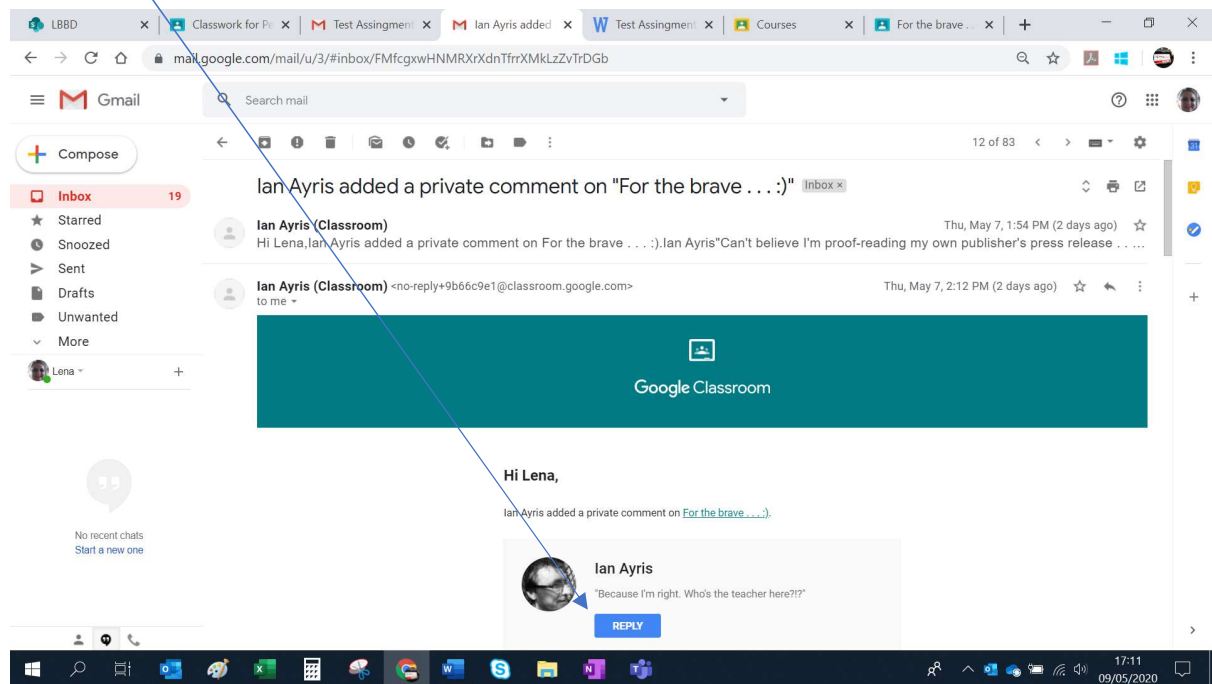 LBBD
Classwork for Pe
Test Assingment
Ian Ayris added
Test Assingment
Courses
For the brave . .
mail.google.com/mail/u/3/#inbox/FMfcgxwHNMRXrXdnTfrrXMkLzZvTrDGb
Gmail
Search mail
Compose
12 of 83
Inbox 19
Starred
Snoozed
Sent
Drafts
Unwanted
More
Lena
No recent chats
Start a new one
Ian Ayris added a private comment on "For the brave . . . :)" Inbox ×
Ian Ayris (Classroom) Thu, May 7, 1:54 PM (2 days ago)
Hi Lena,Ian Ayris added a private comment on For the brave . . . :).Ian Ayris"Can't believe I'm proof-reading my own publisher's press release . . …
Ian Ayris (Classroom) <no-reply+9b66c9e1@classroom.google.com> Thu, May 7, 2:12 PM (2 days ago)
to me
Google Classroom
Hi Lena,
Ian Ayris added a private comment on For the brave . . . :).
Ian Ayris
"Because I'm right. Who's the teacher here?!?"
REPLY
17:11
09/05/2020